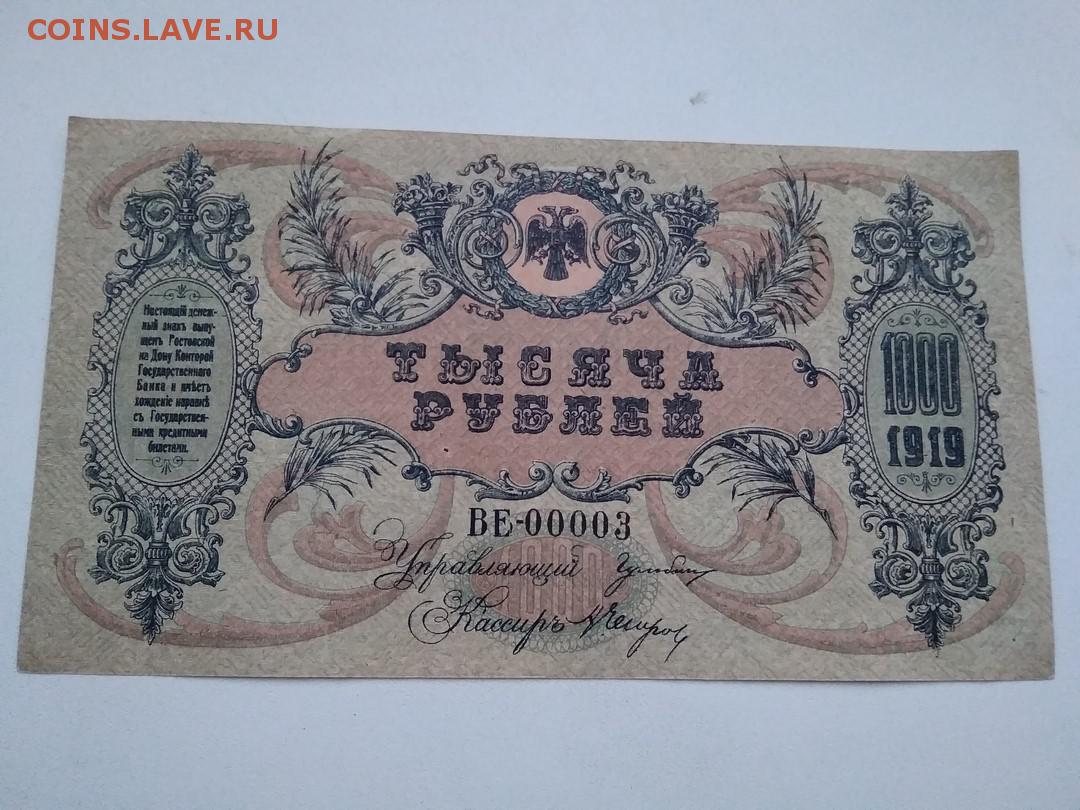 COINS.LAVE.RU
Настоящій денеж-
ный знакъ выпу-
щенъ Ростовской
на Дону Конторой
Государственнаго
Банка и имѣетъ
хожденіе наравнѣ
съ Государствен-
ными кредитными
билетами.
ТЫСЯЧА
РУБЛЕЙ
1000
1919
ВЕ-00003
Управляющій
1000
Кассиръ